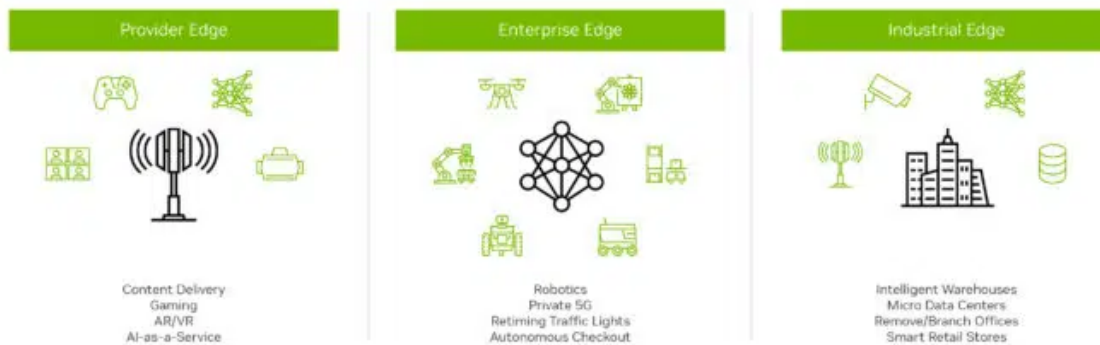 Provider Edge
Content Delivery
Gaming
AR/VR
AI-as-a-Service
Enterprise Edge
Robotics
Private 5G
Retiming Traffic Lights
Autonomous Checkout
Industrial Edge
Intelligent Warehouses
Micro Data Centers
Remove/Branch Offices
Smart Retail Stores